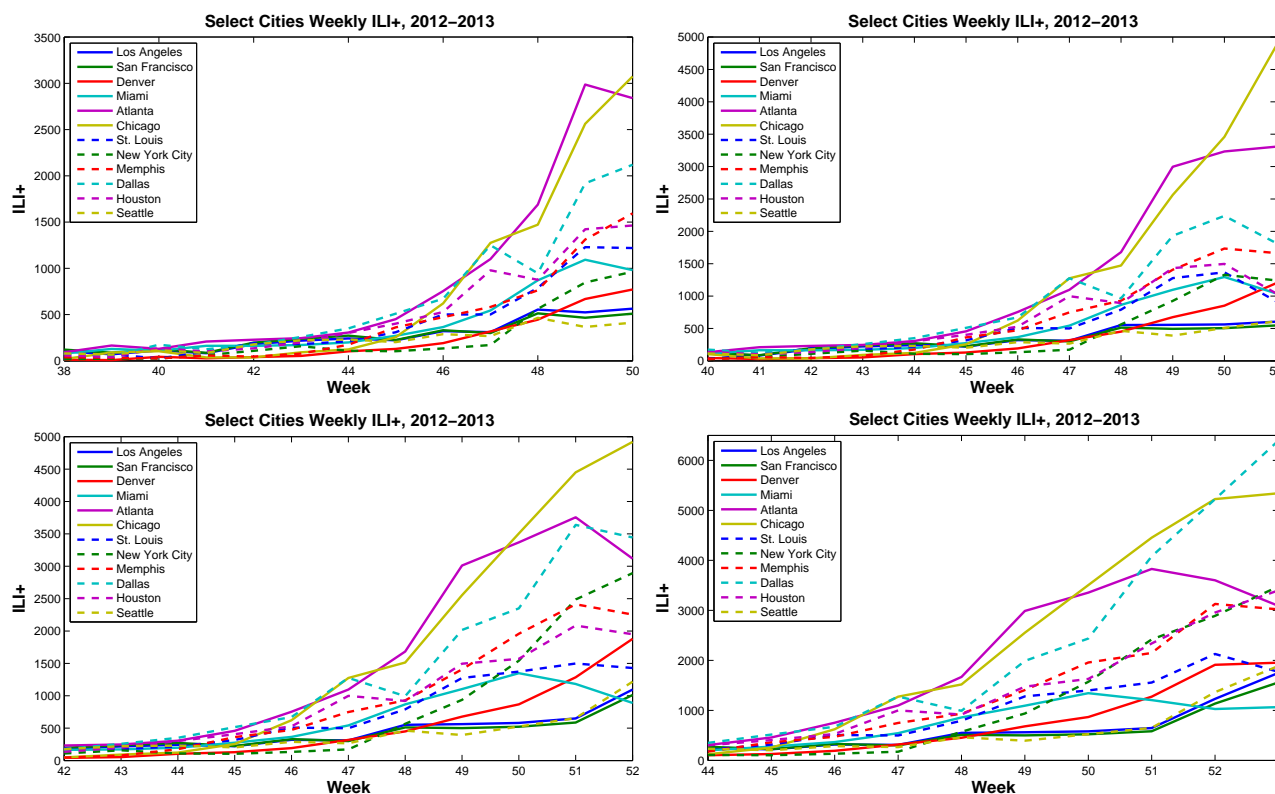 Select Cities Weekly ILI+, 2012−2013
3500
3000
2500
2000
1500
1000
500
0
ILI+
Los Angeles
San Francisco
Denver
Miami
Atlanta
Chicago
St. Louis
New York City
Memphis
Dallas
Houston
Seattle
38 40 42 44 46 48 50
Week
Select Cities Weekly ILI+, 2012−2013
5000
4500
4000
3500
3000
2500
2000
1500
1000
500
0
ILI+
Los Angeles
San Francisco
Denver
Miami
Atlanta
Chicago
St. Louis
New York City
Memphis
Dallas
Houston
Seattle
40 41 42 43 44 45 46 47 48 49 50
Week
Select Cities Weekly ILI+, 2012−2013
5000
4500
4000
3500
3000
2500
2000
1500
1000
500
0
ILI+
Los Angeles
San Francisco
Denver
Miami
Atlanta
Chicago
St. Louis
New York City
Memphis
Dallas
Houston
Seattle
42 43 44 45 46 47 48 49 50 51 52
Week
Select Cities Weekly ILI+, 2012−2013
6000
5000
4000
3000
2000
1000
0
ILI+
Los Angeles
San Francisco
Denver
Miami
Atlanta
Chicago
St. Louis
New York City
Memphis
Dallas
Houston
Seattle
44 45 46 47 48 49 50 51 52
Week